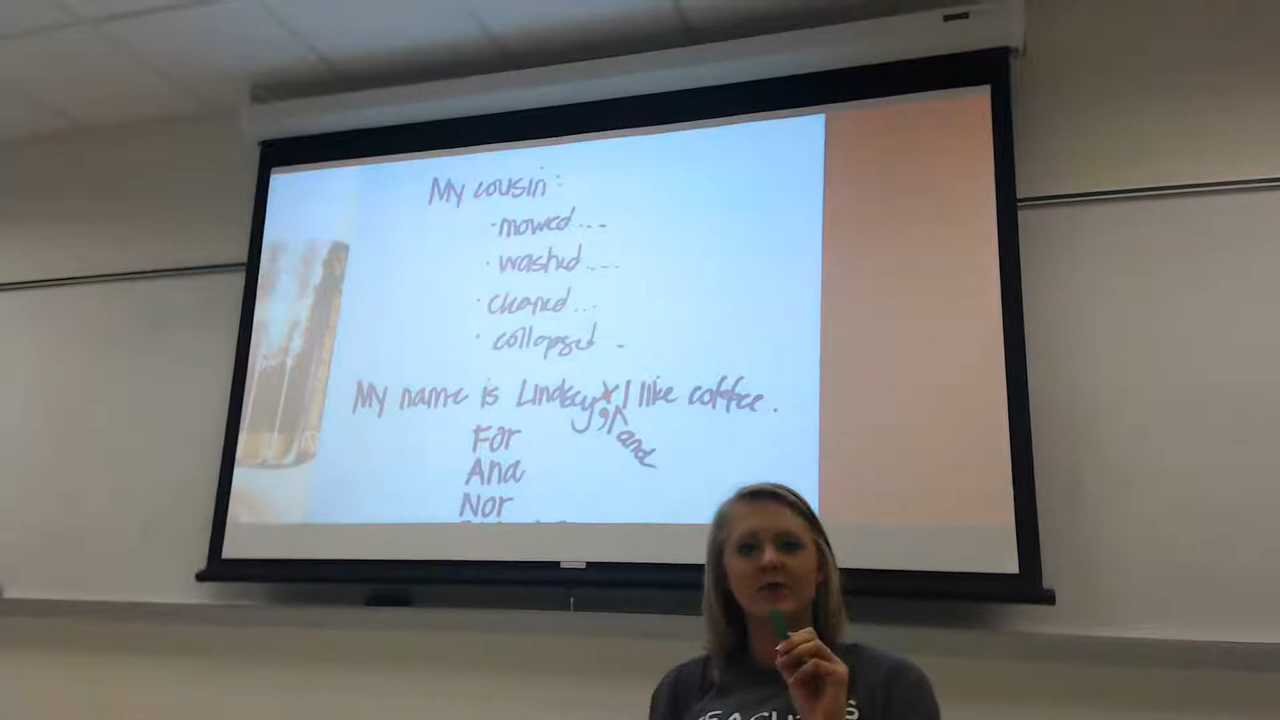 My cousin:
· mowed...
· washed....
· cleaned...
· collapsed .
My name is Lindsey x I like coffee.
, ^ and
For
And
Nor